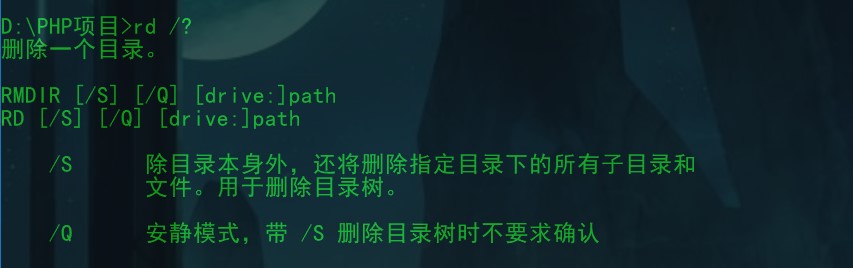 D:\PHP项目>rd /?
删除一个目录。
RMDIR [/S] [/Q] [drive:]path
RD [/S] [/Q] [drive:]path
/S 除目录本身外，还将删除指定目录下的所有子目录和
文件。用于删除目录树。
/Q 安静模式，带 /S 删除目录树时不要求确认